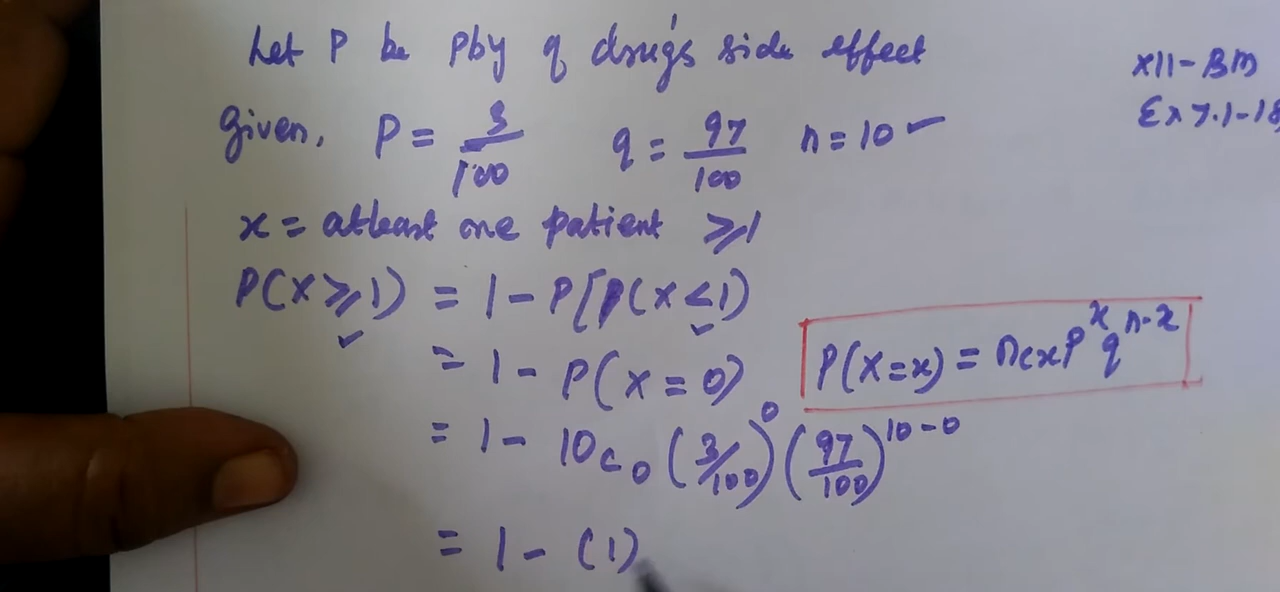 Let P be Pby of drug's side effect
XII-BM
Ex 7.1-18
given, P = 3/100 q = 97/100 n = 10
x = atleast one patient ≥1
P(X≥1) = 1 - P[P(X<1)
= 1 - P(X=0)
P(X=x) = ncx P^x q^n-x
= 1 - 10c0 (3/100)^0 (97/100)^10-0
= 1 - (1)